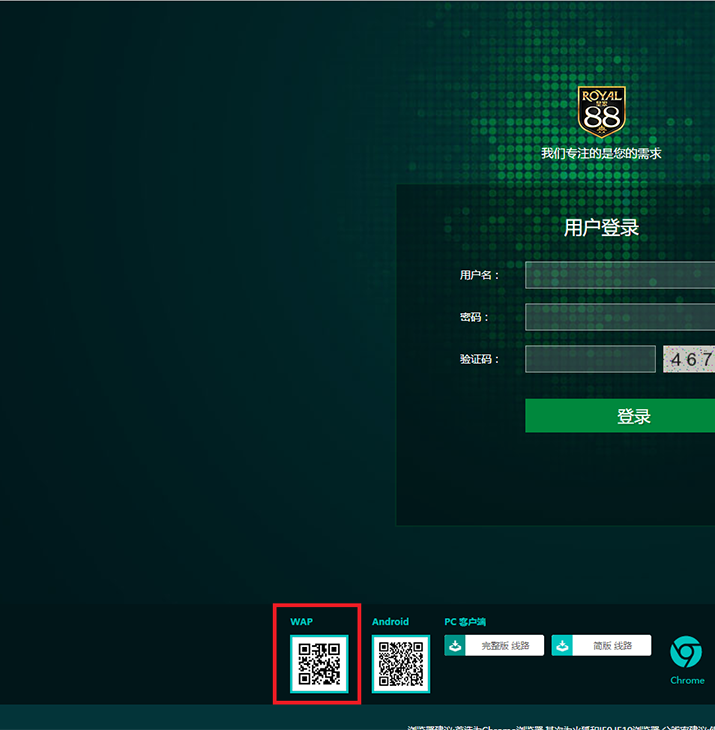 ROYAL
皇家
88
我们专注的是您的需求
用户登录
用户名：
密码：
验证码：
467
登录
WAP
Android
PC 客户端
完整版 线路
简版 线路
Chrome